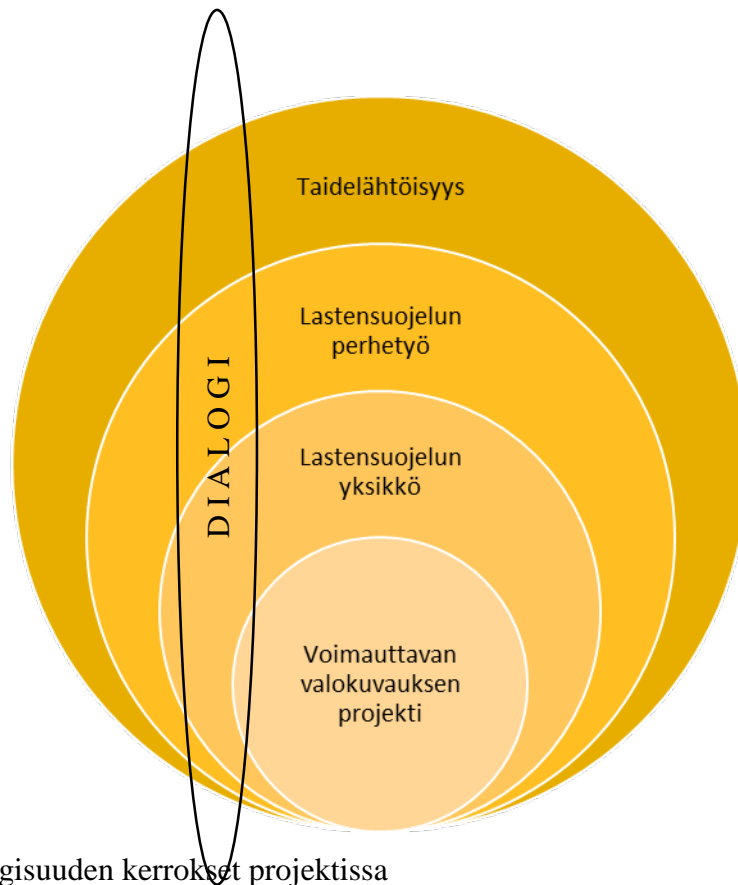 Taidelähtöisyys
Lastensuojelun
perhetyö
DIALOGI
Lastensuojelun
yksikkö
Voimauttavan
valokuvauksen
projekti
gisuuden kerrokset projektissa